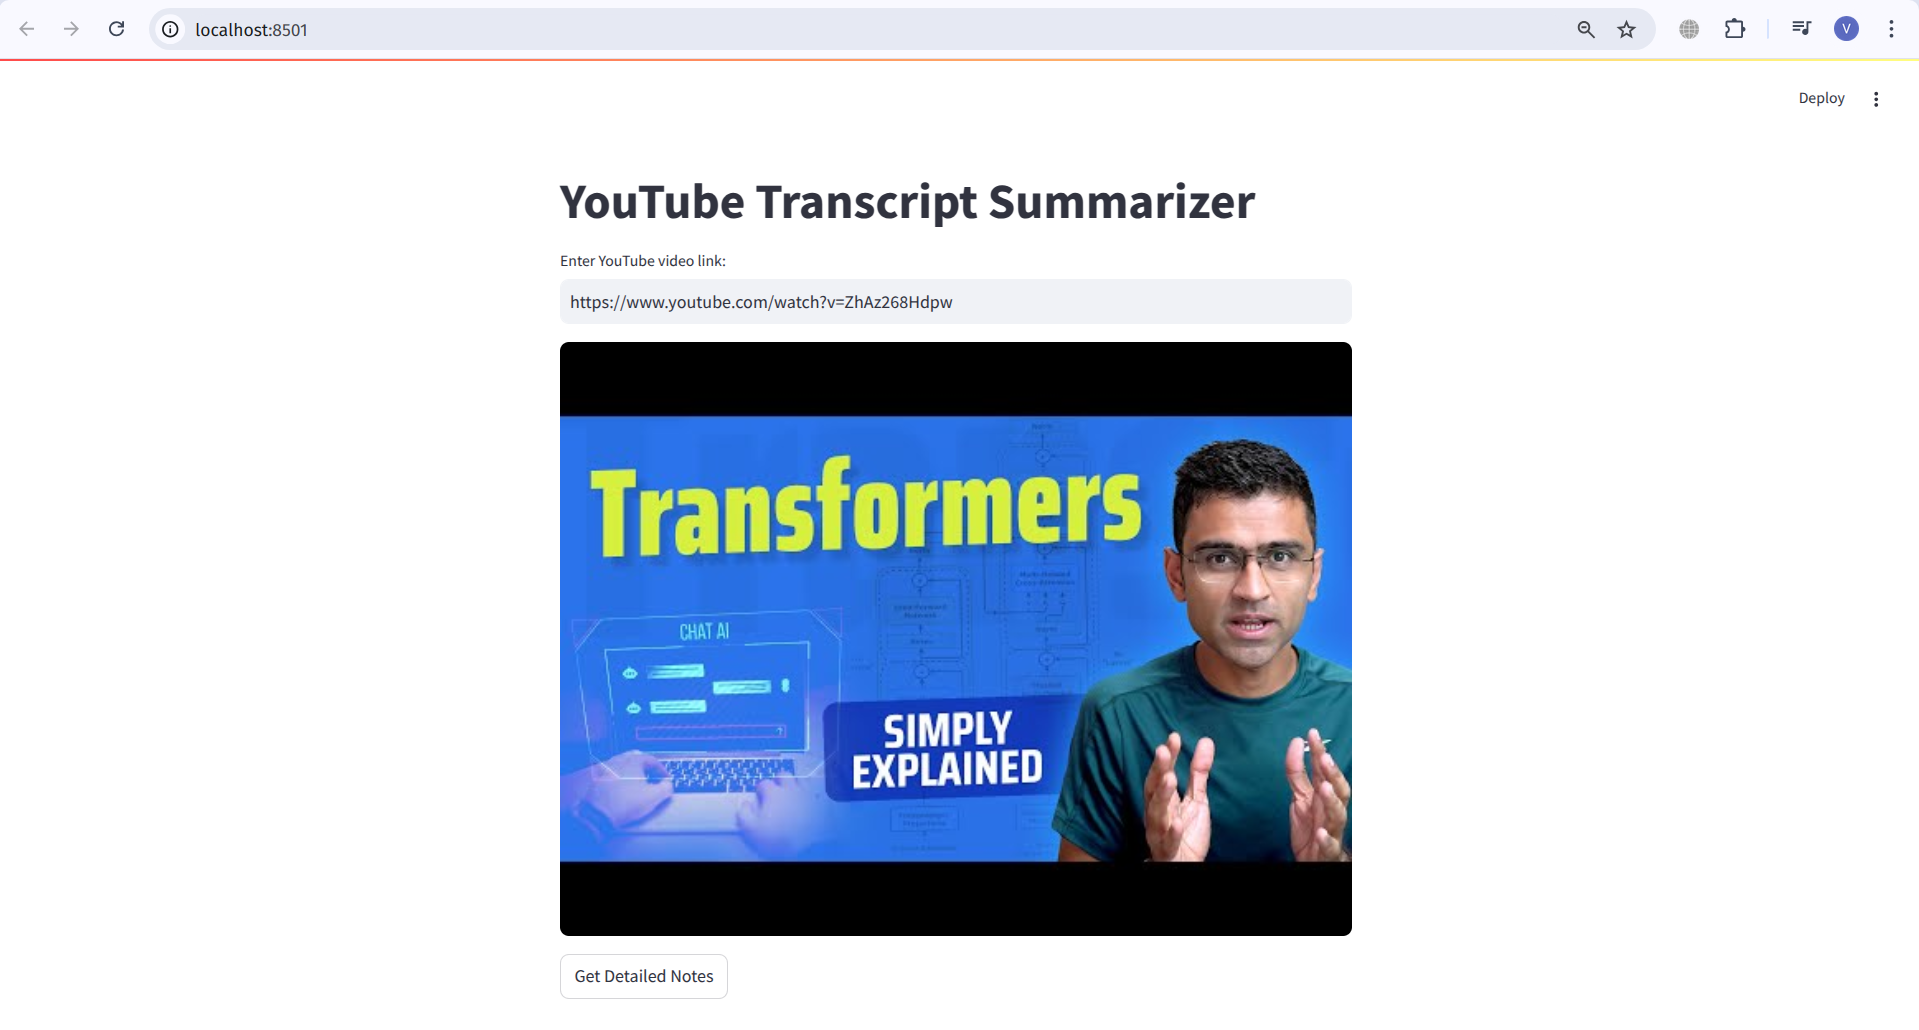 localhost:8501
V
Deploy
YouTube Transcript Summarizer
Enter YouTube video link:
https://www.youtube.com/watch?v=ZhAz268Hdpw
Transformers
CHAT AI
SIMPLY
EXPLAINED
Get Detailed Notes